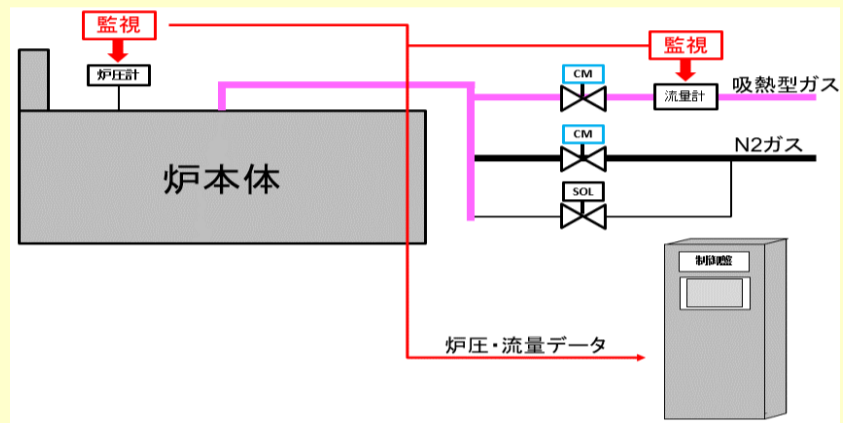 監視
炉圧計
監視
CM
流量計
吸熱型ガス
CM
N2ガス
SOL
炉本体
制御盤
炉圧・流量データ